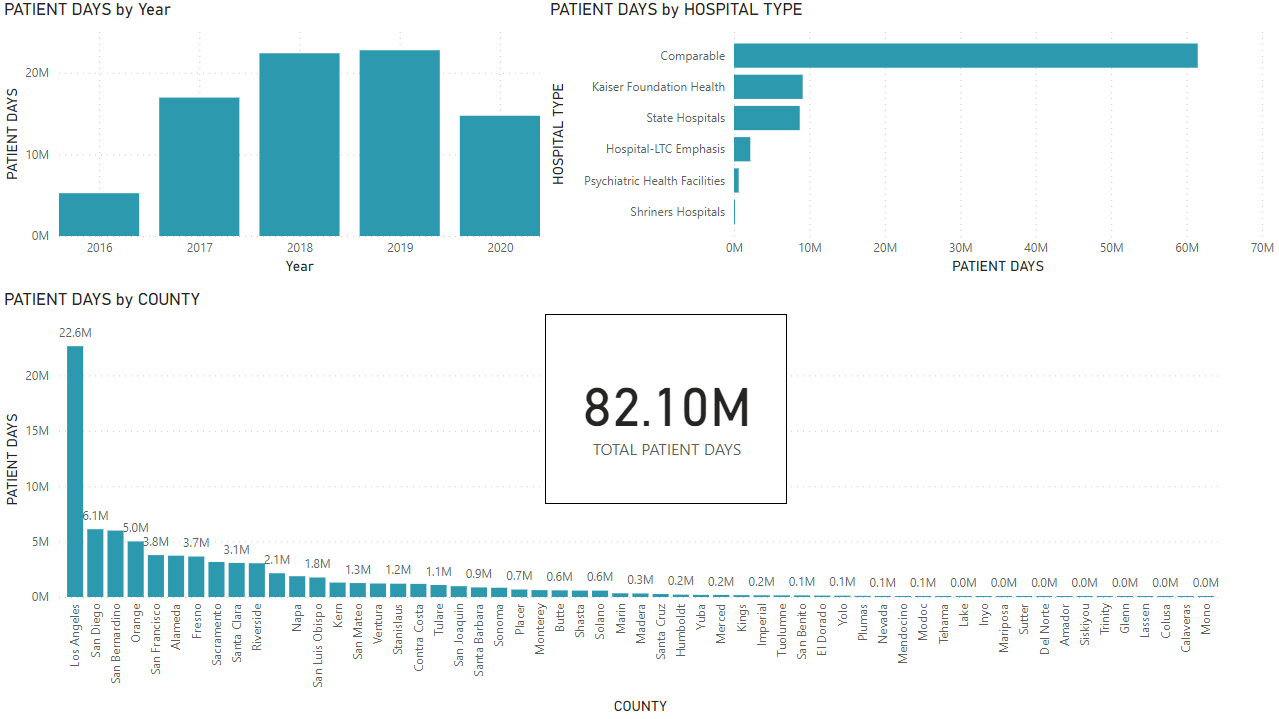 PATIENT DAYS by Year
PATIENT DAYS
20M
10M
0M
2016 2017 2018 2019 2020
Year
PATIENT DAYS by HOSPITAL TYPE
HOSPITAL TYPE
Comparable
Kaiser Foundation Health
State Hospitals
Hospital-LTC Emphasis
Psychiatric Health Facilities
Shriners Hospitals
0M 10M 20M 30M 40M 50M 60M 70M
PATIENT DAYS
PATIENT DAYS by COUNTY
PATIENT DAYS
20M
15M
10M
5M
0M
22.6M 6.1M 5.0M 3.8M 3.7M 3.1M 2.1M 1.8M 1.3M 1.2M 1.1M 0.9M 0.7M 0.6M 0.6M 0.3M 0.2M 0.2M 0.2M 0.1M 0.1M 0.1M 0.1M 0.0M 0.0M 0.0M 0.0M 0.0M 0.0M 0.0M
82.10M
TOTAL PATIENT DAYS
Los Angeles
San Diego
San Bernardino
Orange
San Francisco
Alameda
Fresno
Sacramento
Santa Clara
Riverside
Napa
San Luis Obispo
Kern
San Mateo
Ventura
Stanislaus
Contra Costa
Tulare
San Joaquin
Santa Barbara
Sonoma
Placer
Monterey
Butte
Shasta
Solano
Marin
Madera
Santa Cruz
Humboldt
Yuba
Merced
Kings
Imperial
Tuolumne
San Benito
El Dorado
Yolo
Plumas
Nevada
Mendocino
Modoc
Tehama
Lake
Inyo
Mariposa
Sutter
Del Norte
Amador
Siskiyou
Trinity
Glenn
Lassen
Colusa
Calaveras
Mono
COUNTY